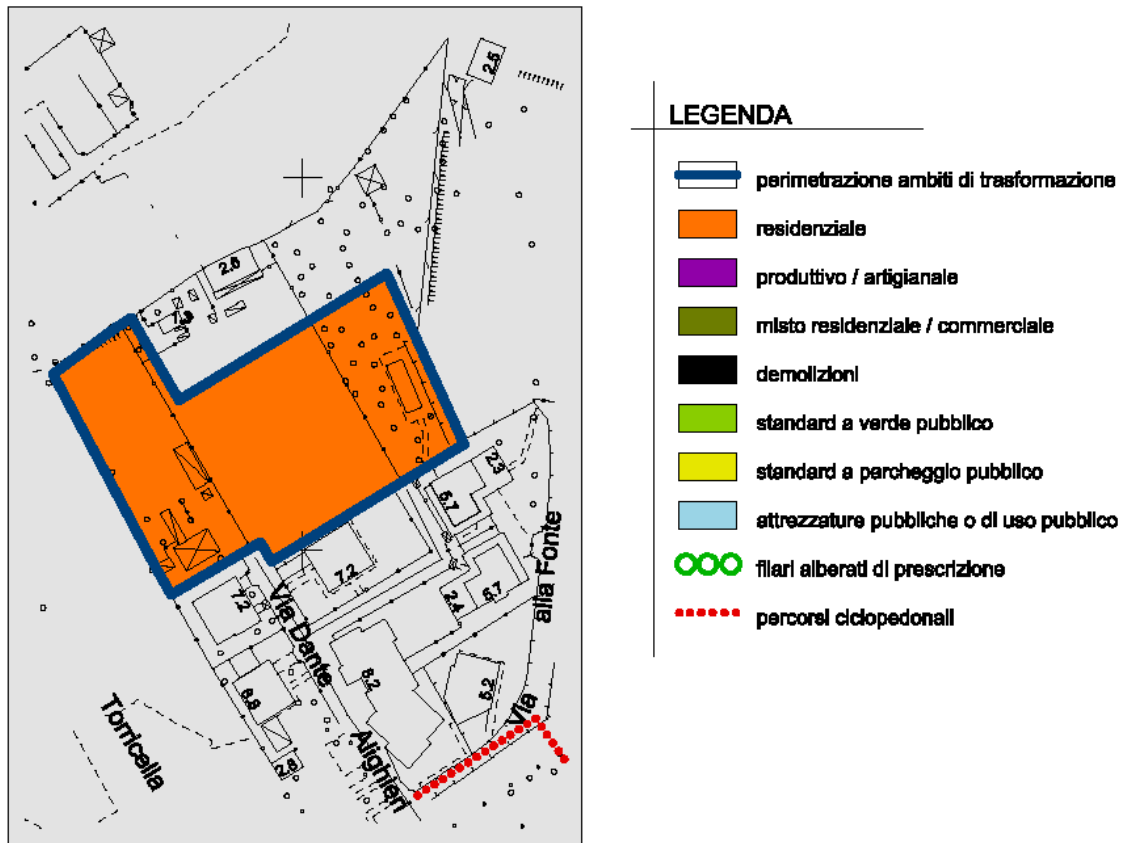 2.5
2.6
7.3
2.3
5.7
7.2
7.2
5.7
2.4
alla Fonte
Via Dante
8.2
5.2
6.8
Via
Torricella
Alighieri
2.8
LEGENDA
perimetrazione ambiti di trasformazione
residenziale
produttivo / artigianale
misto residenziale / commerciale
demolizioni
standard a verde pubblico
standard a parcheggio pubblico
attrezzature pubbliche o di uso pubblico
filari alberati di prescrizione
percorsi ciclopedonali